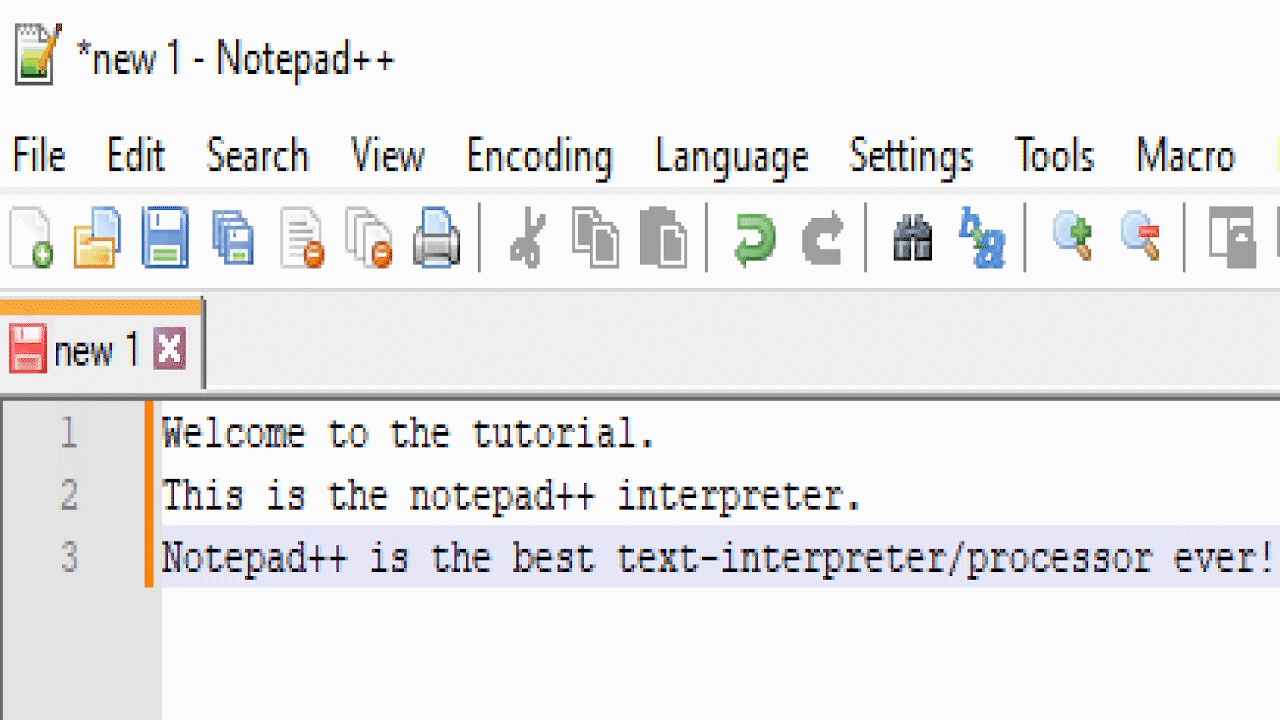 *new 1 - Notepad++
File Edit Search View Encoding Language Settings Tools Macro
new 1
1 Welcome to the tutorial.
2 This is the notepad++ interpreter.
3 Notepad++ is the best text-interpreter/processor ever!